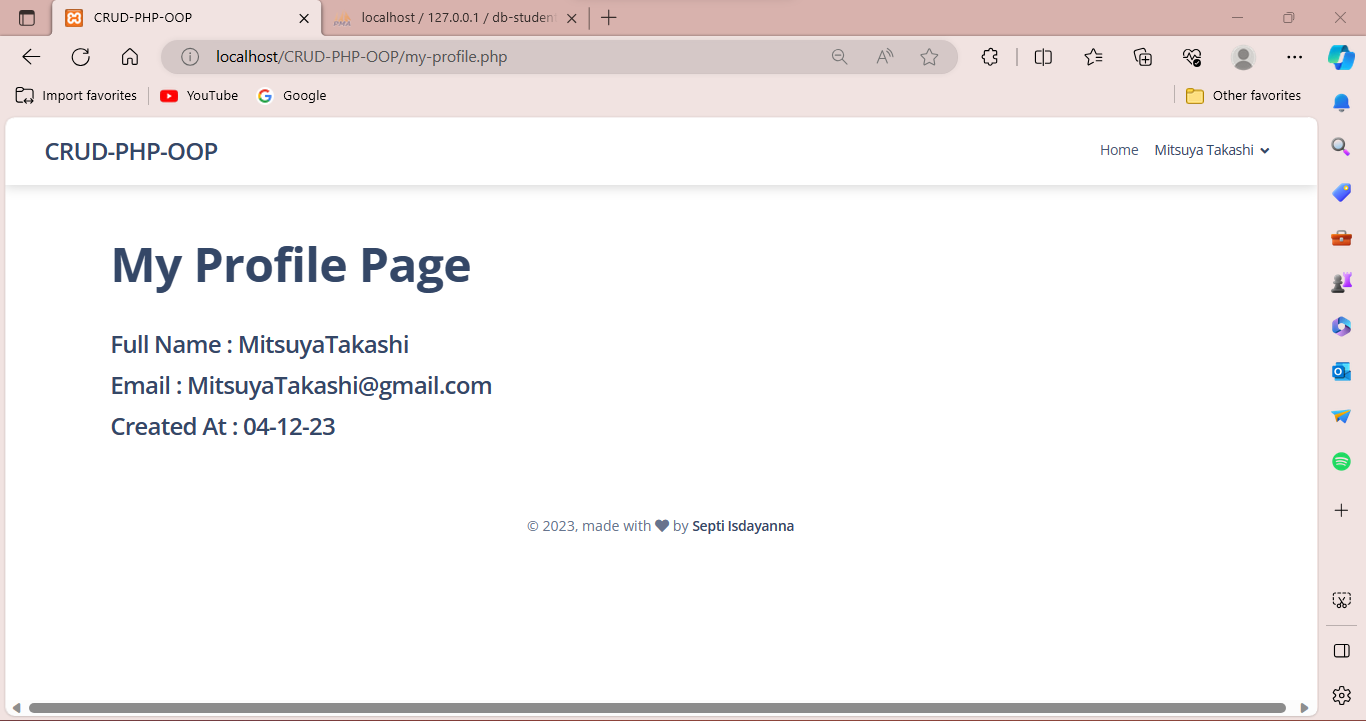 CRUD-PHP-OOP
localhost / 127.0.0.1 / db-studen
localhost/CRUD-PHP-OOP/my-profile.php
Import favorites
YouTube
Google
Other favorites
CRUD-PHP-OOP
Home
Mitsuya Takashi
My Profile Page
Full Name : MitsuyaTakashi
Email : MitsuyaTakashi@gmail.com
Created At : 04-12-23
© 2023, made with ❤ by Septi Isdayanna